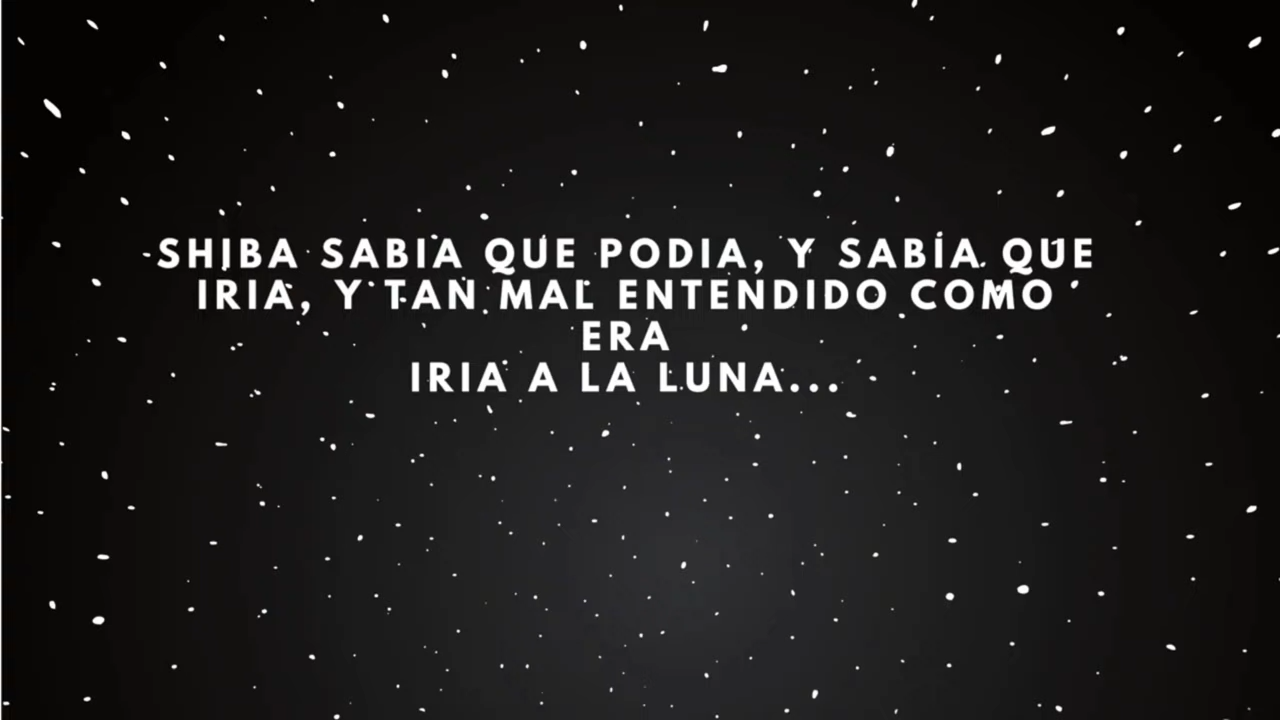 SHIBA SABIA QUE PODIA, Y SABÍA QUE
IRIA, Y TAN MAL ENTENDIDO COMO
ERA
IRIA A LA LUNA...